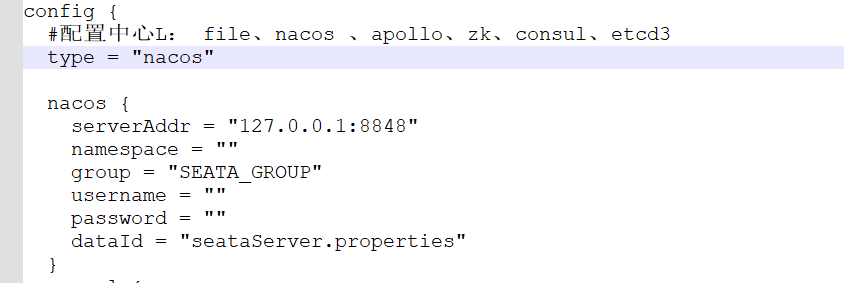 config {
#配置中心L： file、nacos 、apollo、zk、consul、etcd3
type = "nacos"
nacos {
serverAddr = "127.0.0.1:8848"
namespace = ""
group = "SEATA_GROUP"
username = ""
password = ""
dataId = "seataServer.properties"
}